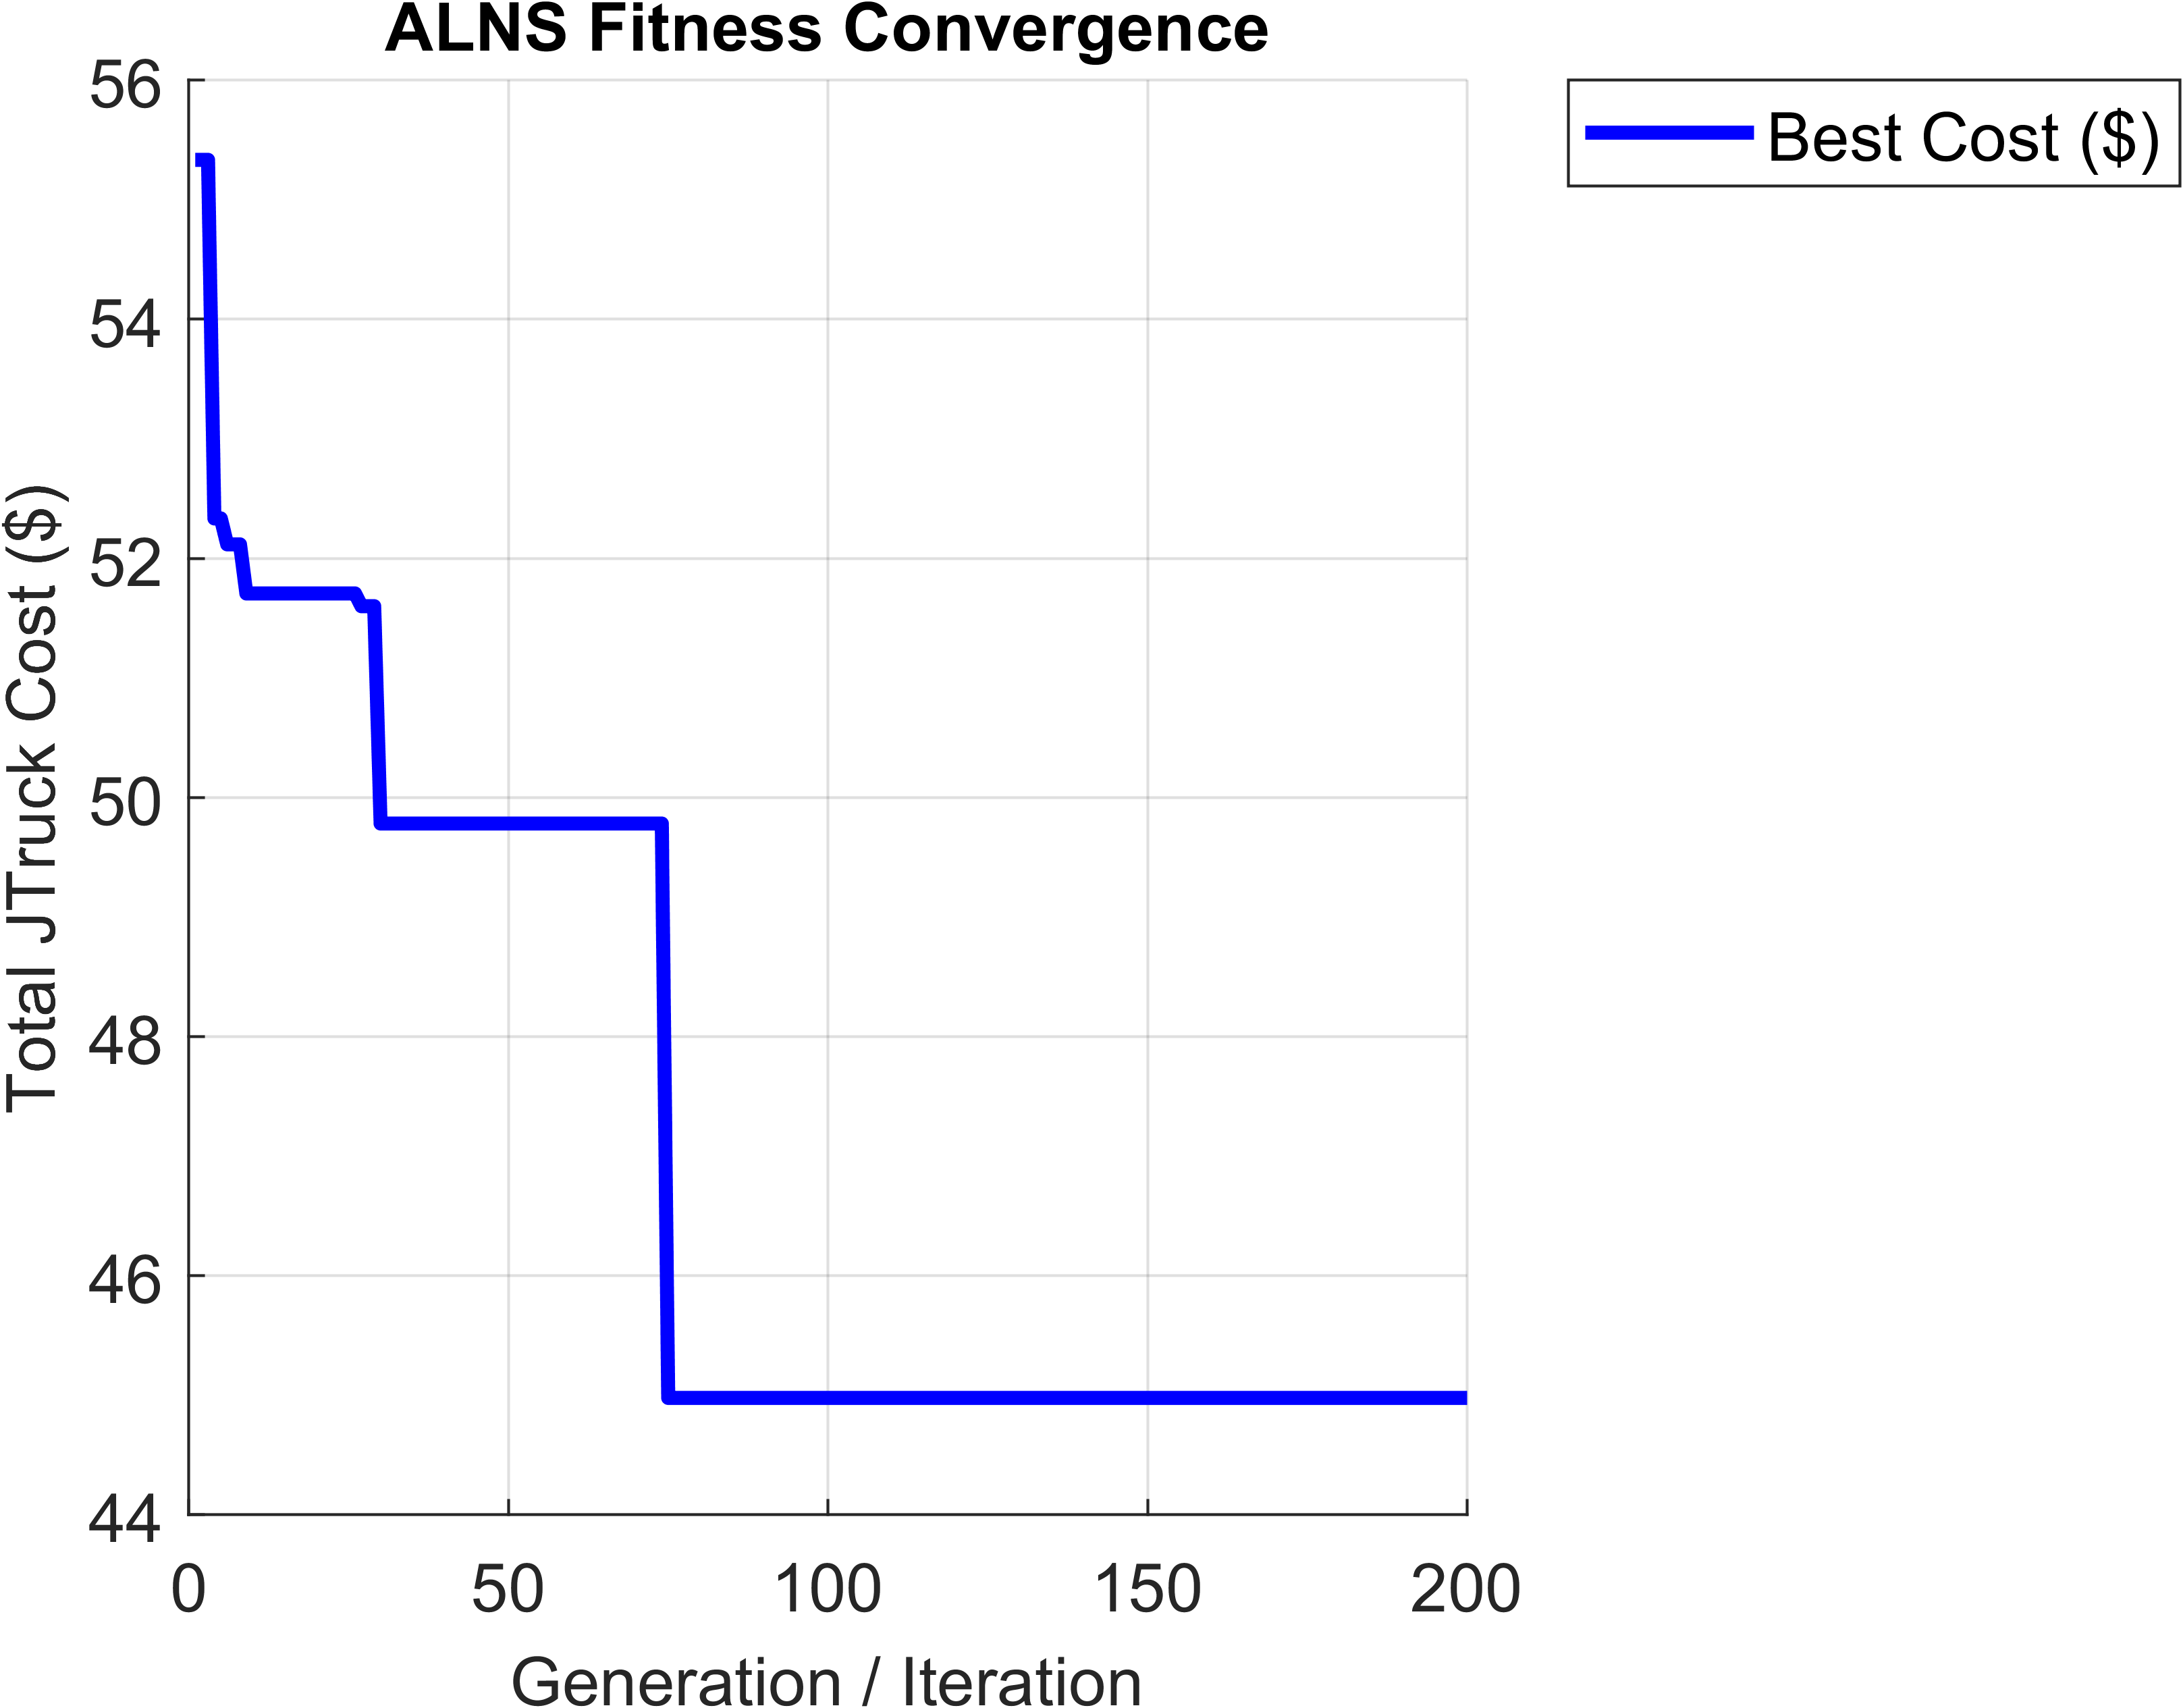 ALNS Fitness Convergence
Best Cost ($)
Total JTruck Cost ($)
56
54
52
50
48
46
44
0 50 100 150 200
Generation / Iteration